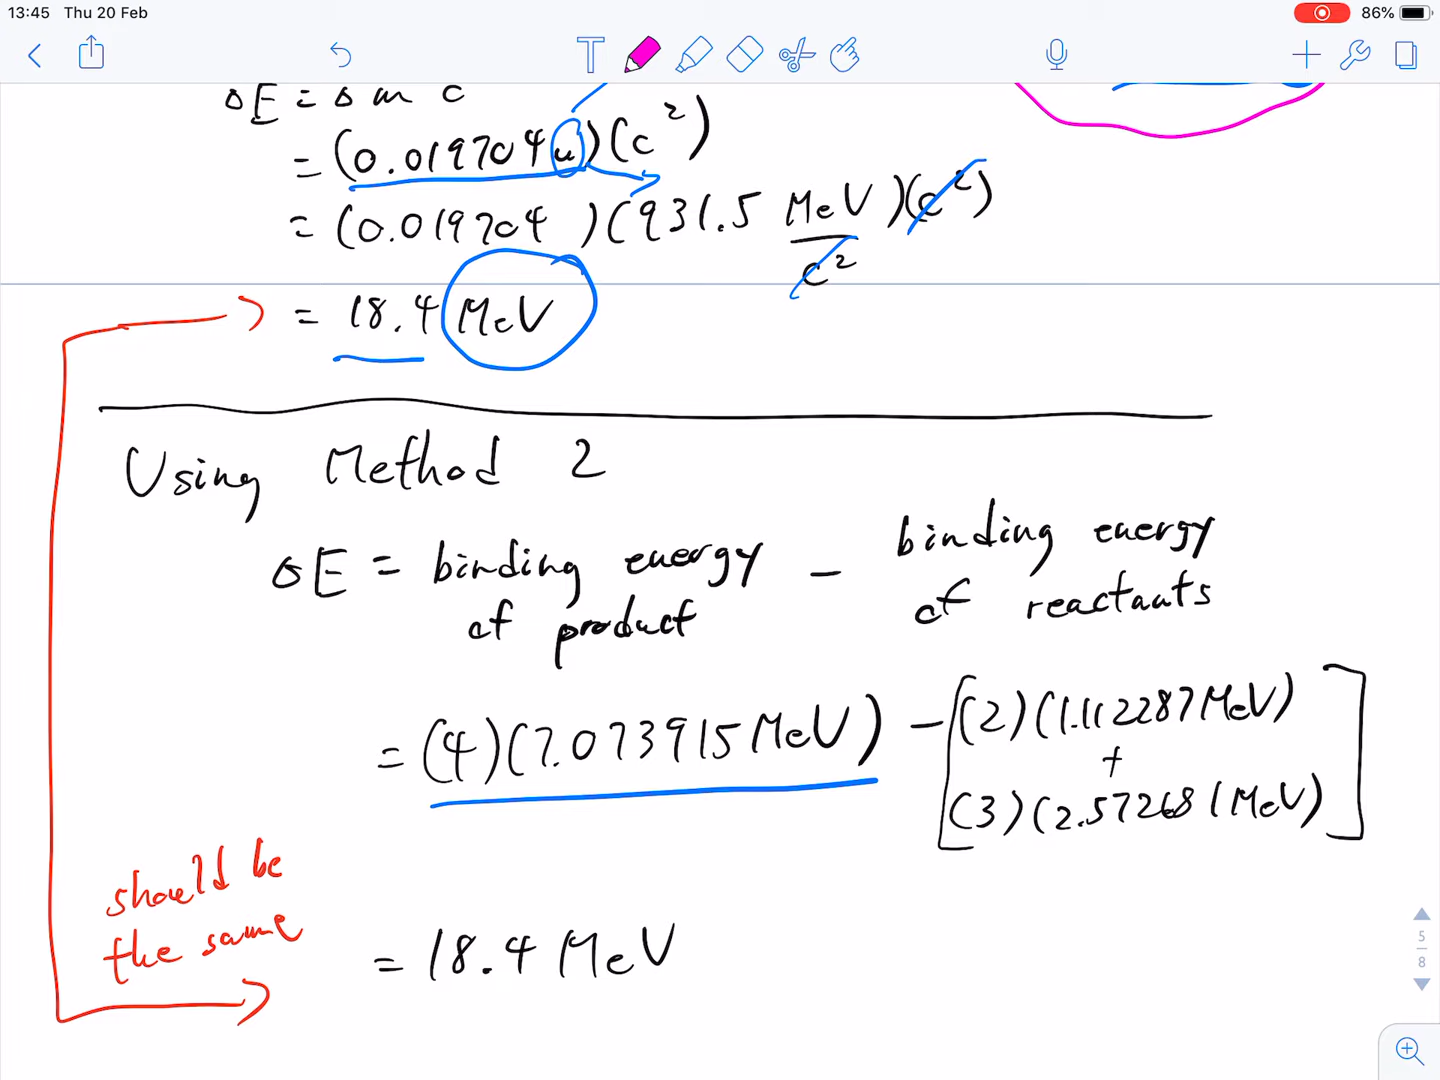 13:45 Thu 20 Feb
86%
ΔE = Δm c
= (0.019704 u)(c²)
= (0.019704 )(931.5 MeV/c²)(c²)
= 18.4 MeV
Using Method 2
ΔE = binding energy of product − binding energy of reactants
= (4)(7.073915 MeV) − [(2)(1.112287 MeV) + (3)(2.572681 MeV)]
should be
the same
= 18.4 MeV
5
8